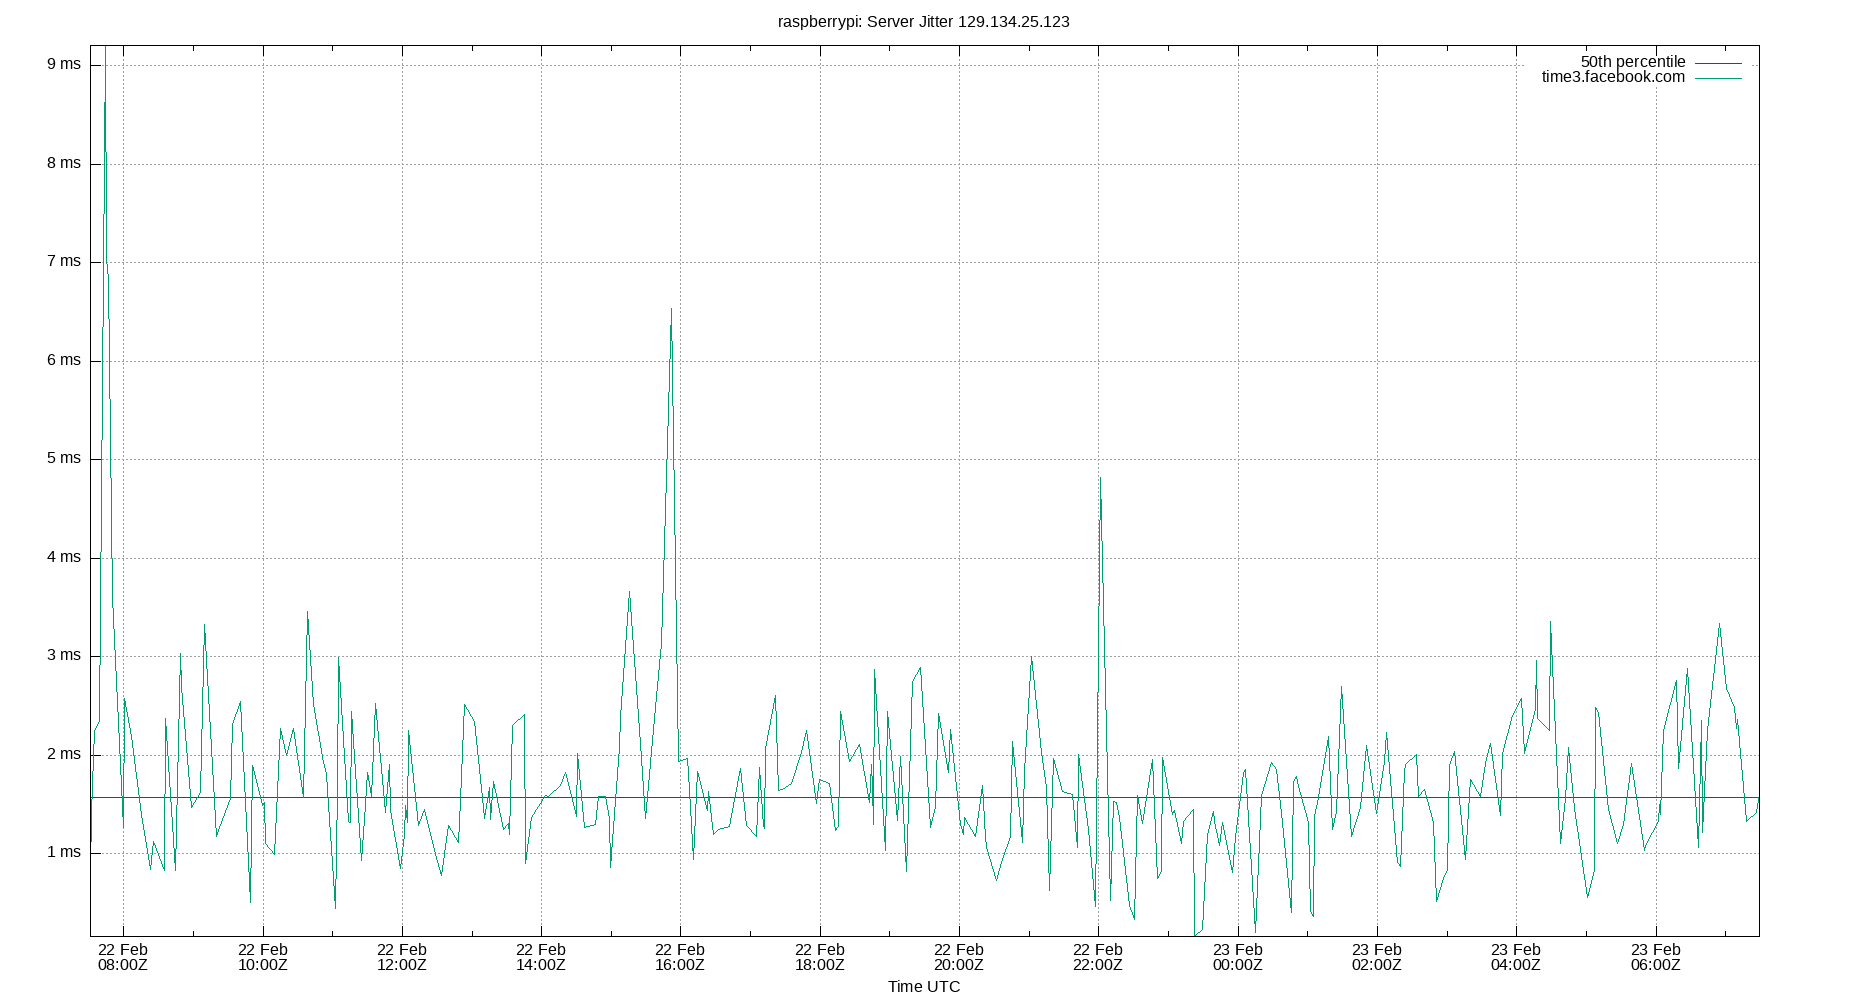 raspberrypi: Server Jitter 129.134.25.123
50th percentile
time3.facebook.com
9 ms
8 ms
7 ms
6 ms
5 ms
4 ms
3 ms
2 ms
1 ms
22 Feb 22 Feb 22 Feb 22 Feb 22 Feb 22 Feb 22 Feb 22 Feb 23 Feb 23 Feb 23 Feb 23 Feb
08:00Z 10:00Z 12:00Z 14:00Z 16:00Z 18:00Z 20:00Z 22:00Z 00:00Z 02:00Z 04:00Z 06:00Z
Time UTC